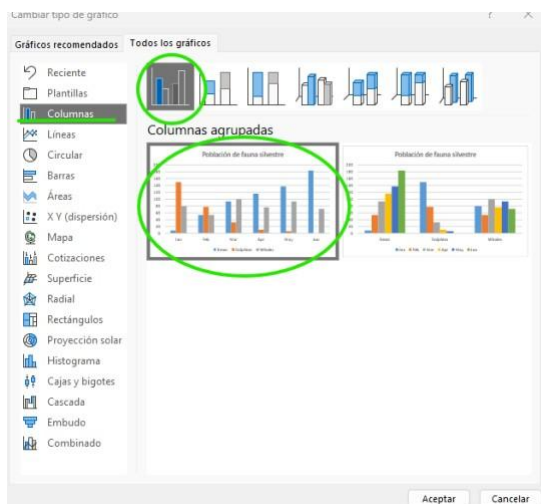 Cambiar tipo de gráfico
? ×
Gráficos recomendados Todos los gráficos
Reciente
Plantillas
Columnas
Líneas
Circular
Barras
Áreas
X Y (dispersión)
Mapa
Cotizaciones
Superficie
Radial
Rectángulos
Proyección solar
Histograma
Cajas y bigotes
Cascada
Embudo
Combinado
Columnas agrupadas
Población de fauna silvestre
Población de fauna silvestre
Aceptar Cancelar